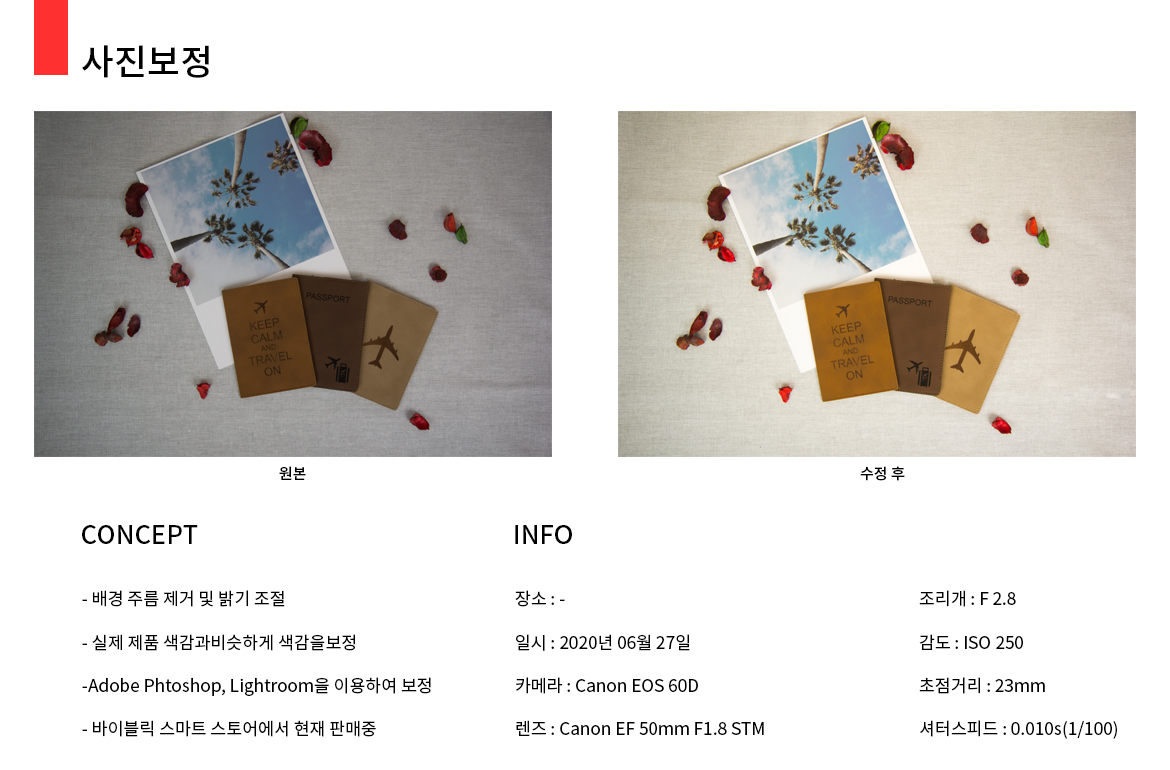 사진보정
PASSPORT
KEEP
CALM
AND
TRAVEL
ON
PASSPORT
KEEP
CALM
AND
TRAVEL
ON
원본
수정 후
CONCEPT
INFO
- 배경 주름 제거 및 밝기 조절
장소 : -
조리개 : F 2.8
- 실제 제품 색감과비슷하게 색감을보정
일시 : 2020년 06월 27일
감도 : ISO 250
-Adobe Phtoshop, Lightroom을 이용하여 보정
카메라 : Canon EOS 60D
초점거리 : 23mm
- 바이블릭 스마트 스토어에서 현재 판매중
렌즈 : Canon EF 50mm F1.8 STM
셔터스피드 : 0.010s(1/100)